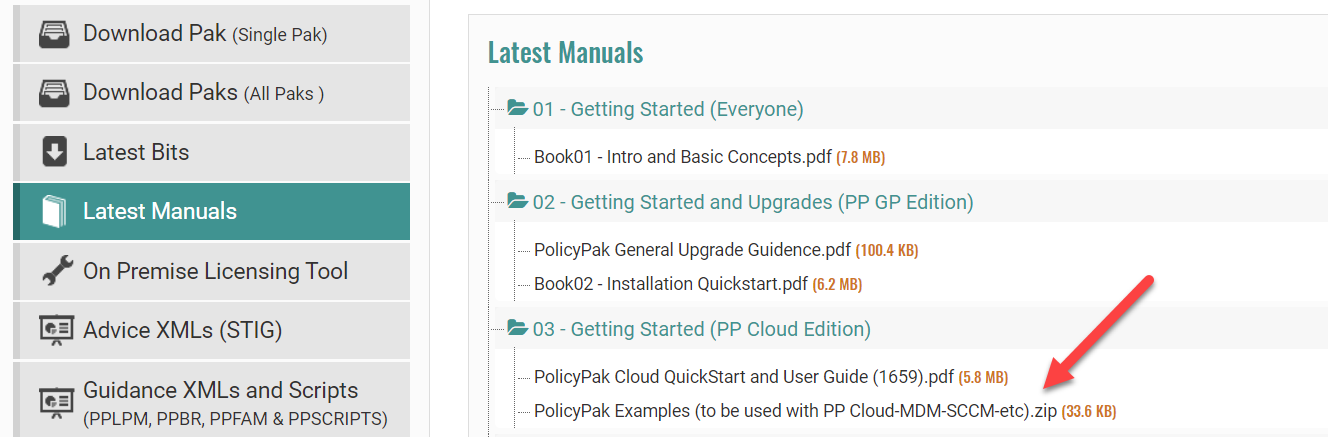 Download Pak (Single Pak)
Download Paks (All Paks )
Latest Bits
Latest Manuals
On Premise Licensing Tool
Advice XMLs (STIG)
Guidance XMLs and Scripts
(PPLPM, PPBR, PPFAM & PPSCRIPTS)
Latest Manuals
01 - Getting Started (Everyone)
Book01 - Intro and Basic Concepts.pdf (7.8 MB)
02 - Getting Started and Upgrades (PP GP Edition)
PolicyPak General Upgrade Guidence.pdf (100.4 KB)
Book02 - Installation Quickstart.pdf (6.2 MB)
03 - Getting Started (PP Cloud Edition)
PolicyPak Cloud QuickStart and User Guide (1659).pdf (5.8 MB)
PolicyPak Examples (to be used with PP Cloud-MDM-SCCM-etc).zip (33.6 KB)